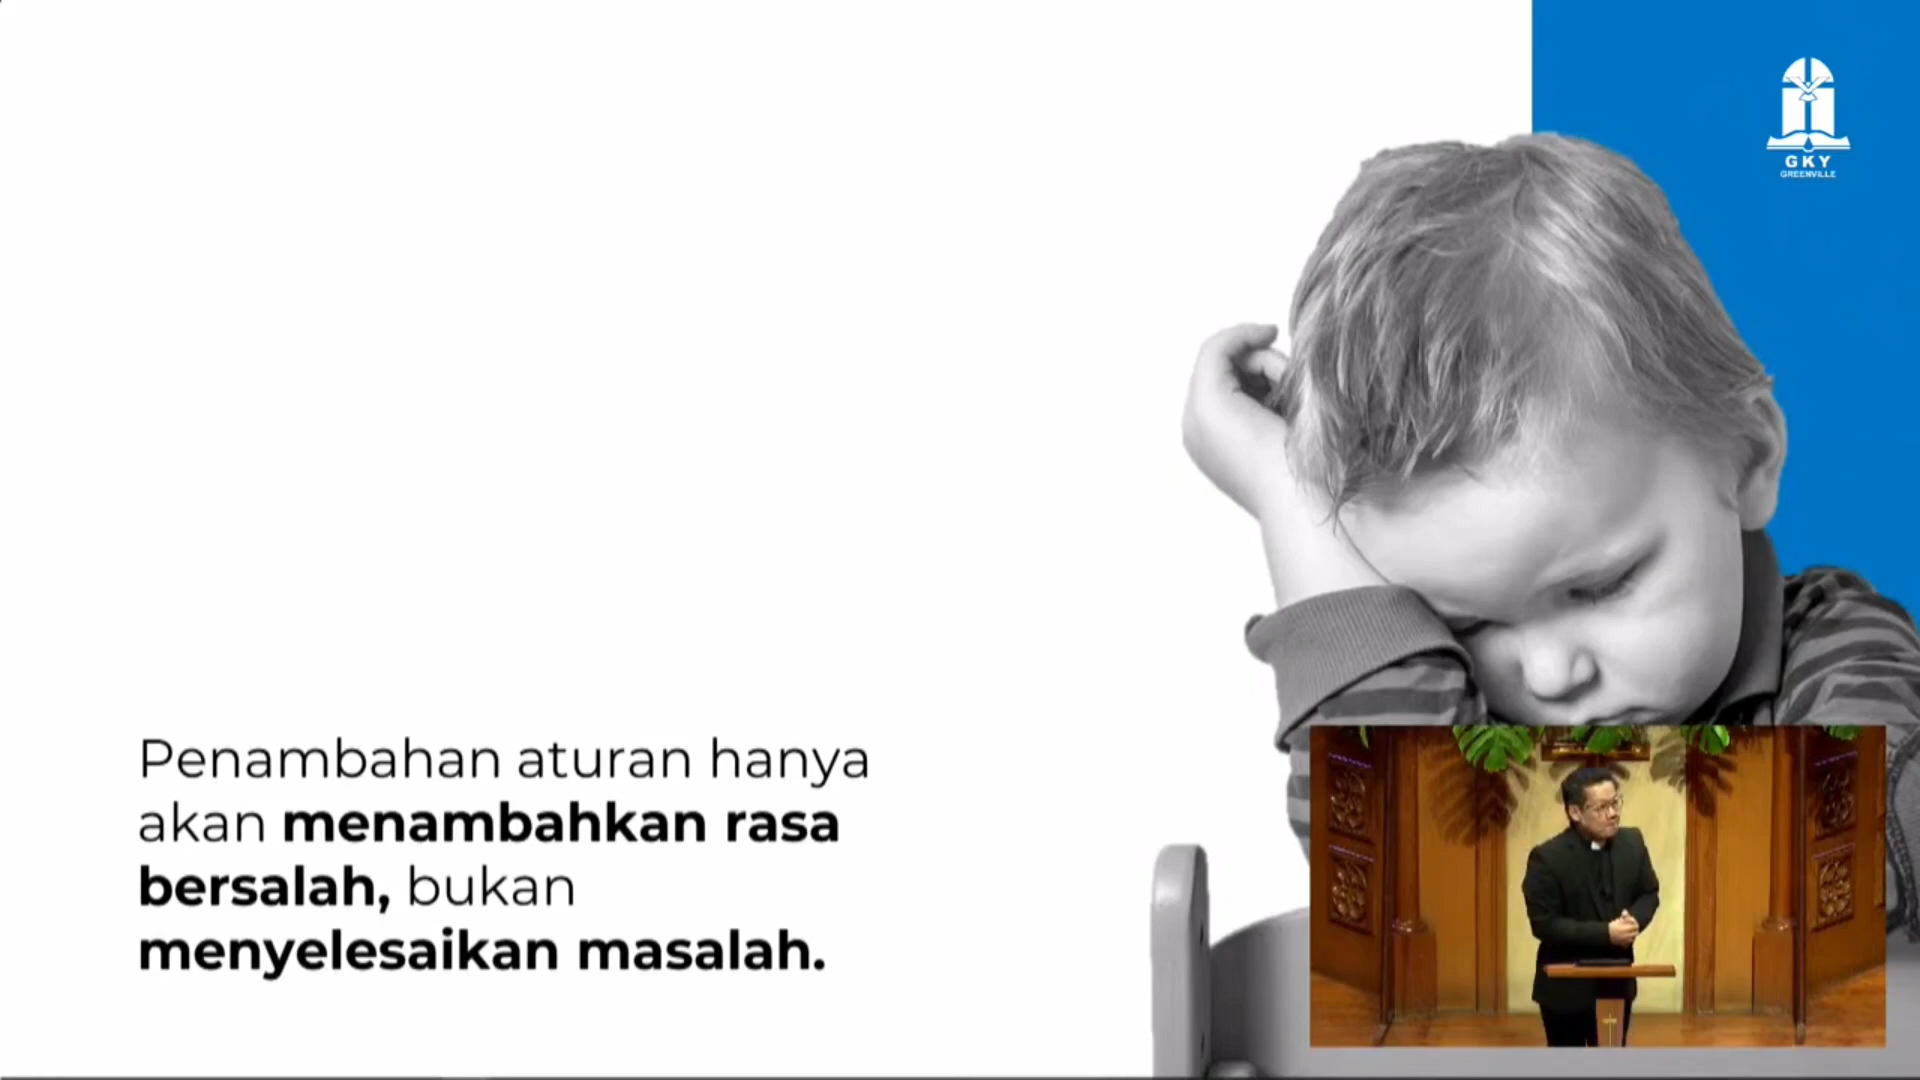 GKY
GREENVILLE
Penambahan aturan hanya
akan menambahkan rasa
bersalah, bukan
menyelesaikan masalah.